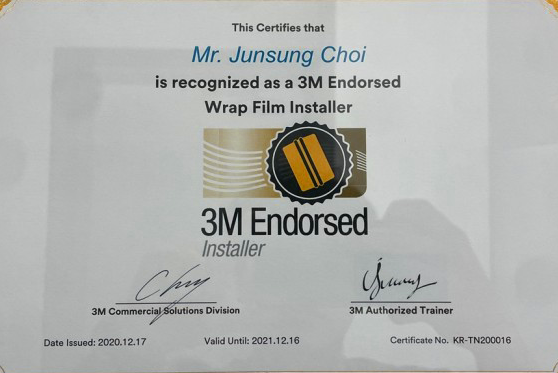 This Certifies that
Mr. Junsung Choi
is recognized as a 3M Endorsed
Wrap Film Installer
3M Endorsed
Installer
3M Commercial Solutions Division
3M Authorized Trainer
Date Issued: 2020.12.17
Valid Until: 2021.12.16
Certificate No. KR-TN200016